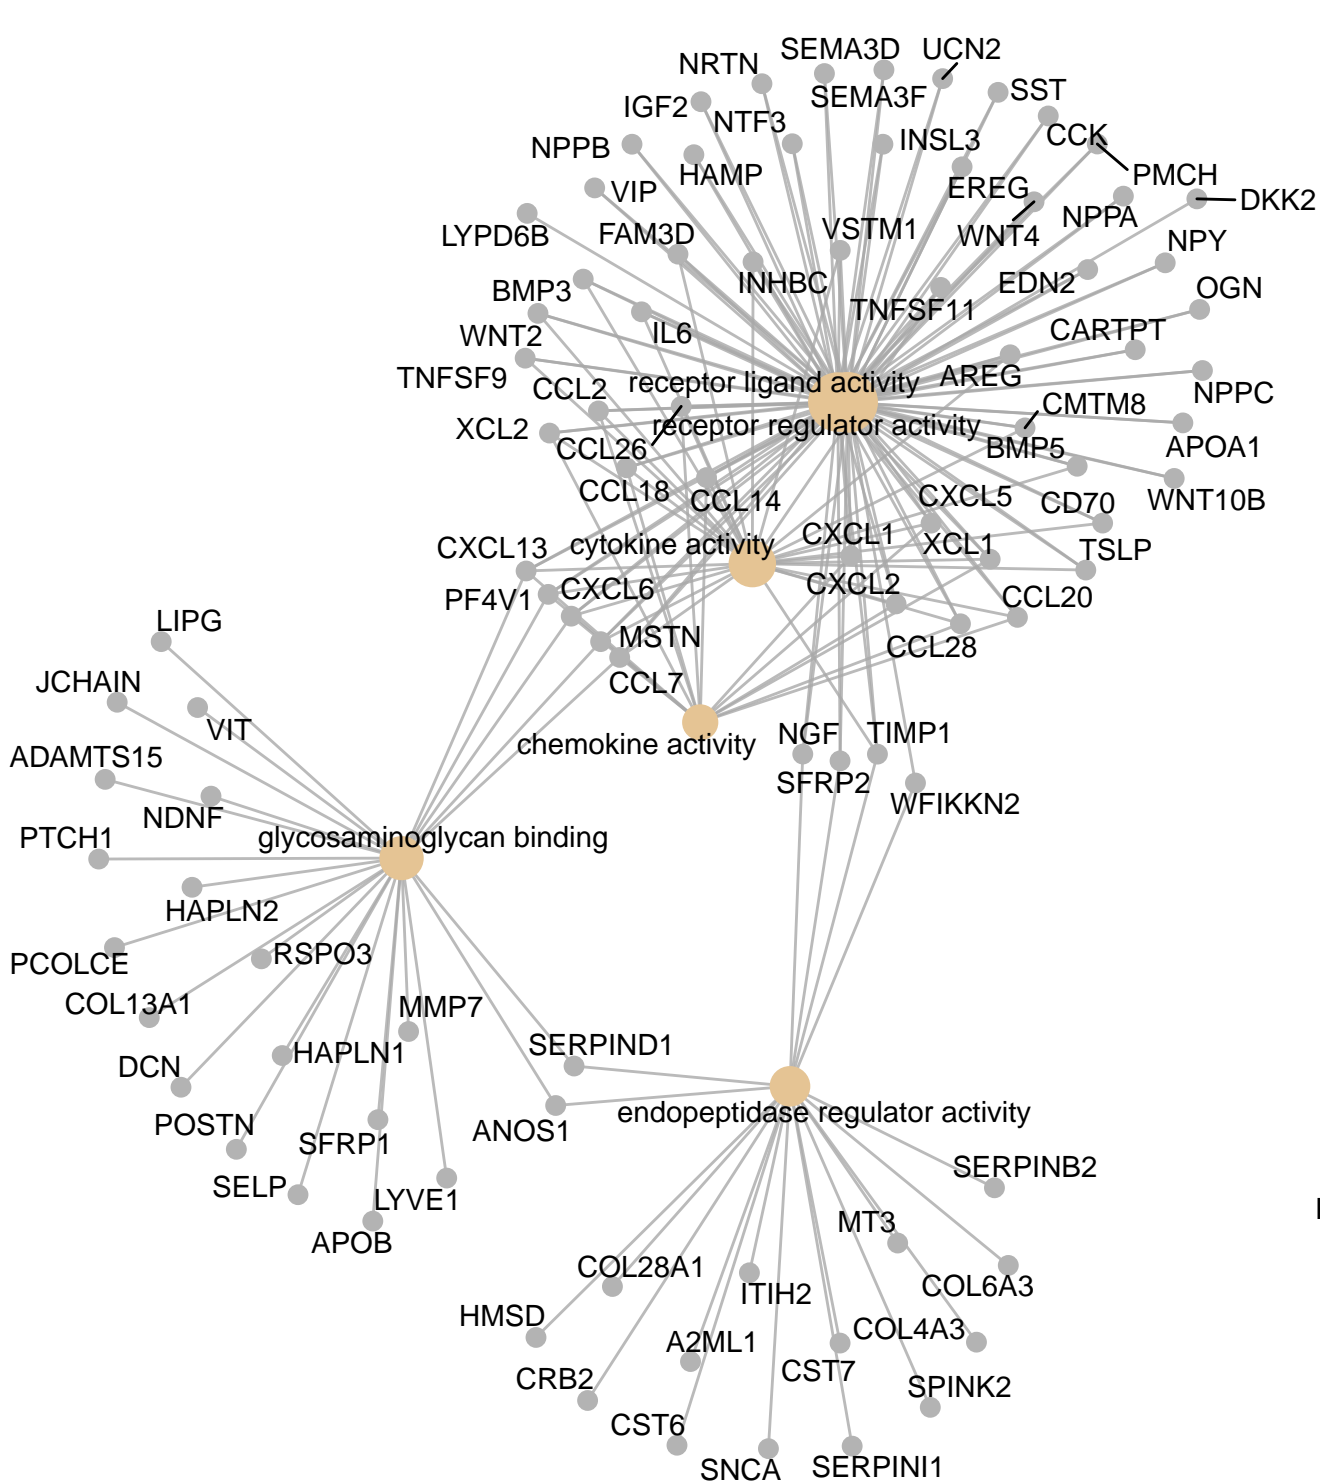 SEMA3D
UCN2
NRTN
SEMA3F
SST
IGF2
NTF3
INSL3
CCK
NPPB
HAMP
PMCH
VIP
EREG
DKK2
LYPD6B
FAM3D
VSTM1
WNT4
NPPA
NPY
BMP3
INHBC
EDN2
OGN
TNFSF11
WNT2
IL6
CARTPT
TNFSF9
CCL2
receptor ligand activity
AREG
NPPC
XCL2
receptor regulator activity
CMTM8
CCL26
BMP5
APOA1
CCL18
CCL14
CXCL5
CD70
WNT10B
CXCL13
cytokine activity
CXCL1
XCL1
TSLP
PF4V1
CXCL6
CXCL2
CCL20
LIPG
MSTN
CCL28
JCHAIN
CCL7
VIT
chemokine activity
NGF
TIMP1
ADAMTS15
SFRP2
WFIKKN2
NDNF
PTCH1
glycosaminoglycan binding
HAPLN2
PCOLCE
RSPO3
COL13A1
MMP7
DCN
HAPLN1
SERPIND1
POSTN
SFRP1
ANOS1
endopeptidase regulator activity
SELP
LYVE1
SERPINB2
APOB
MT3
COL28A1
ITIH2
COL6A3
HMSD
A2ML1
COL4A3
CRB2
CST7
SPINK2
CST6
SNCA
SERPINI1